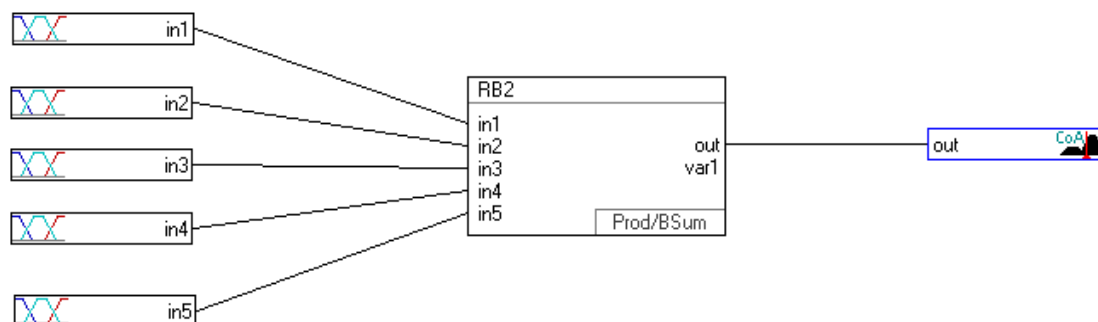 in1
in2
in3
in4
in5
RB2
in1
in2
in3
in4
in5
out
var1
Prod/BSum
out
CoA